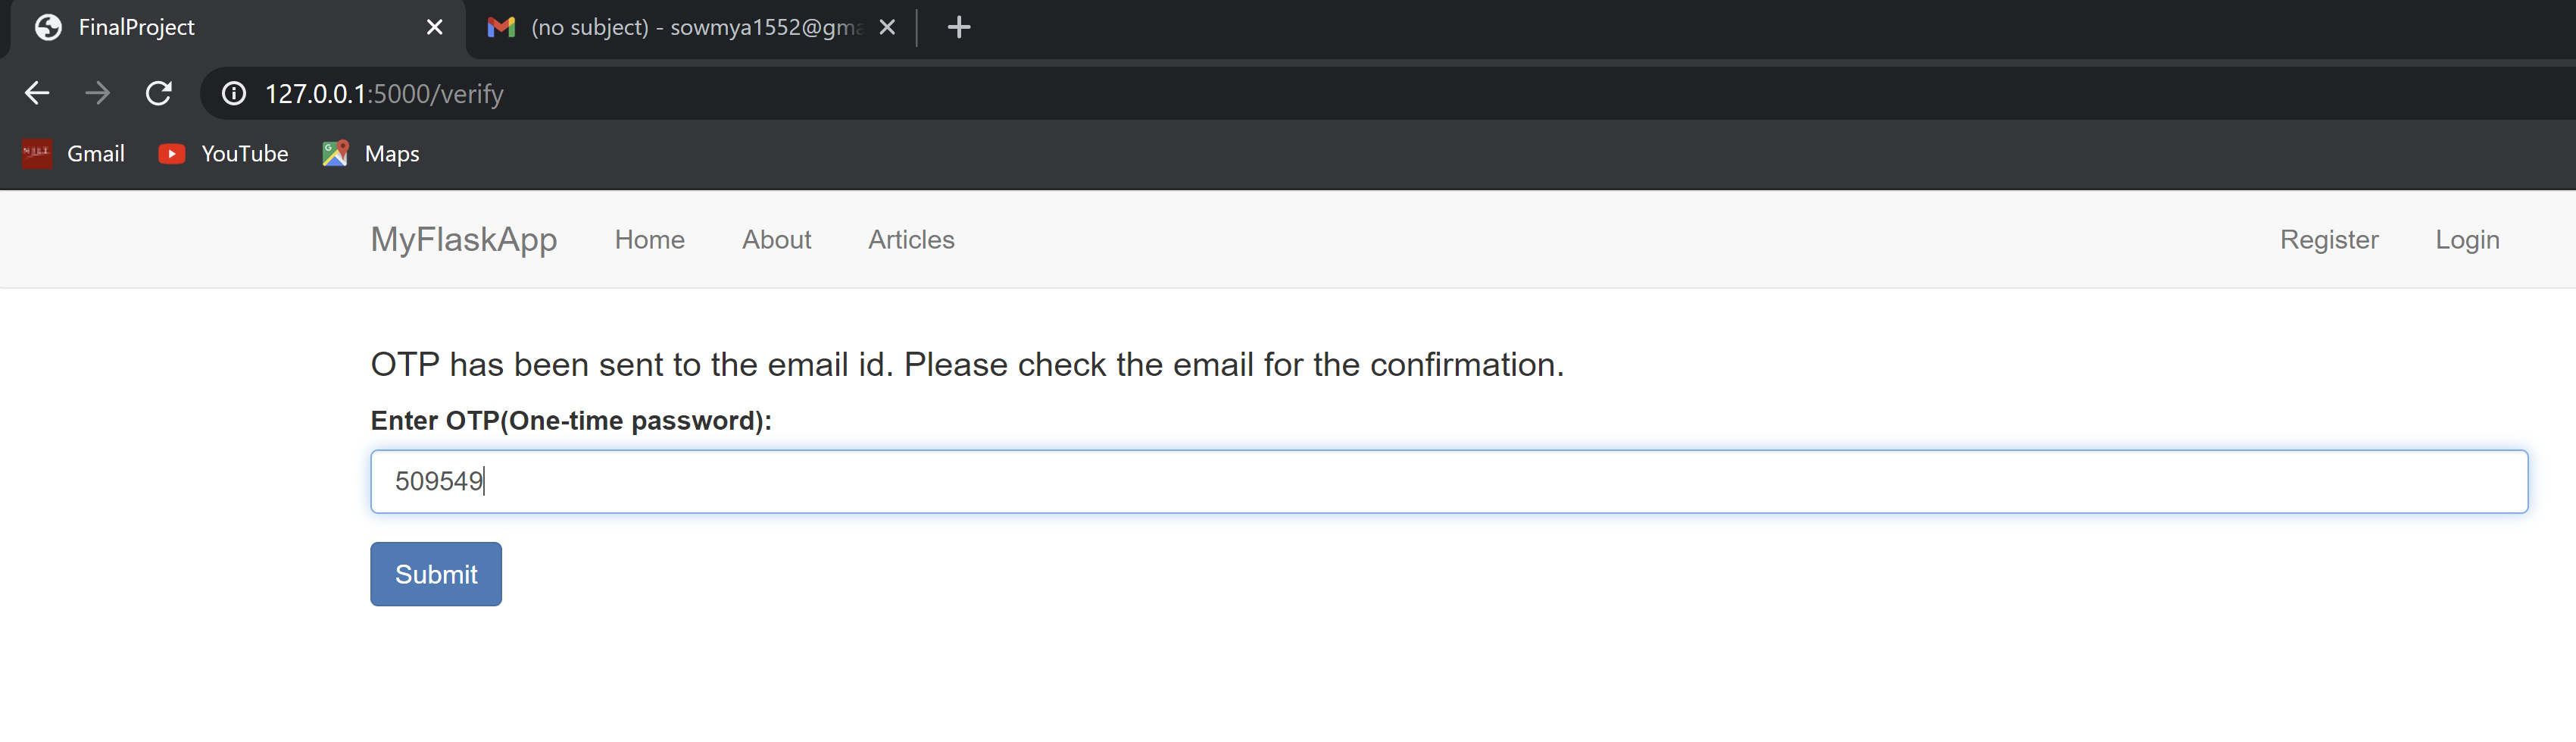 FinalProject
(no subject) - sowmya1552@gma
127.0.0.1:5000/verify
Gmail YouTube Maps
MyFlaskApp Home About Articles Register Login
OTP has been sent to the email id. Please check the email for the confirmation.
Enter OTP(One-time password):
509549
Submit